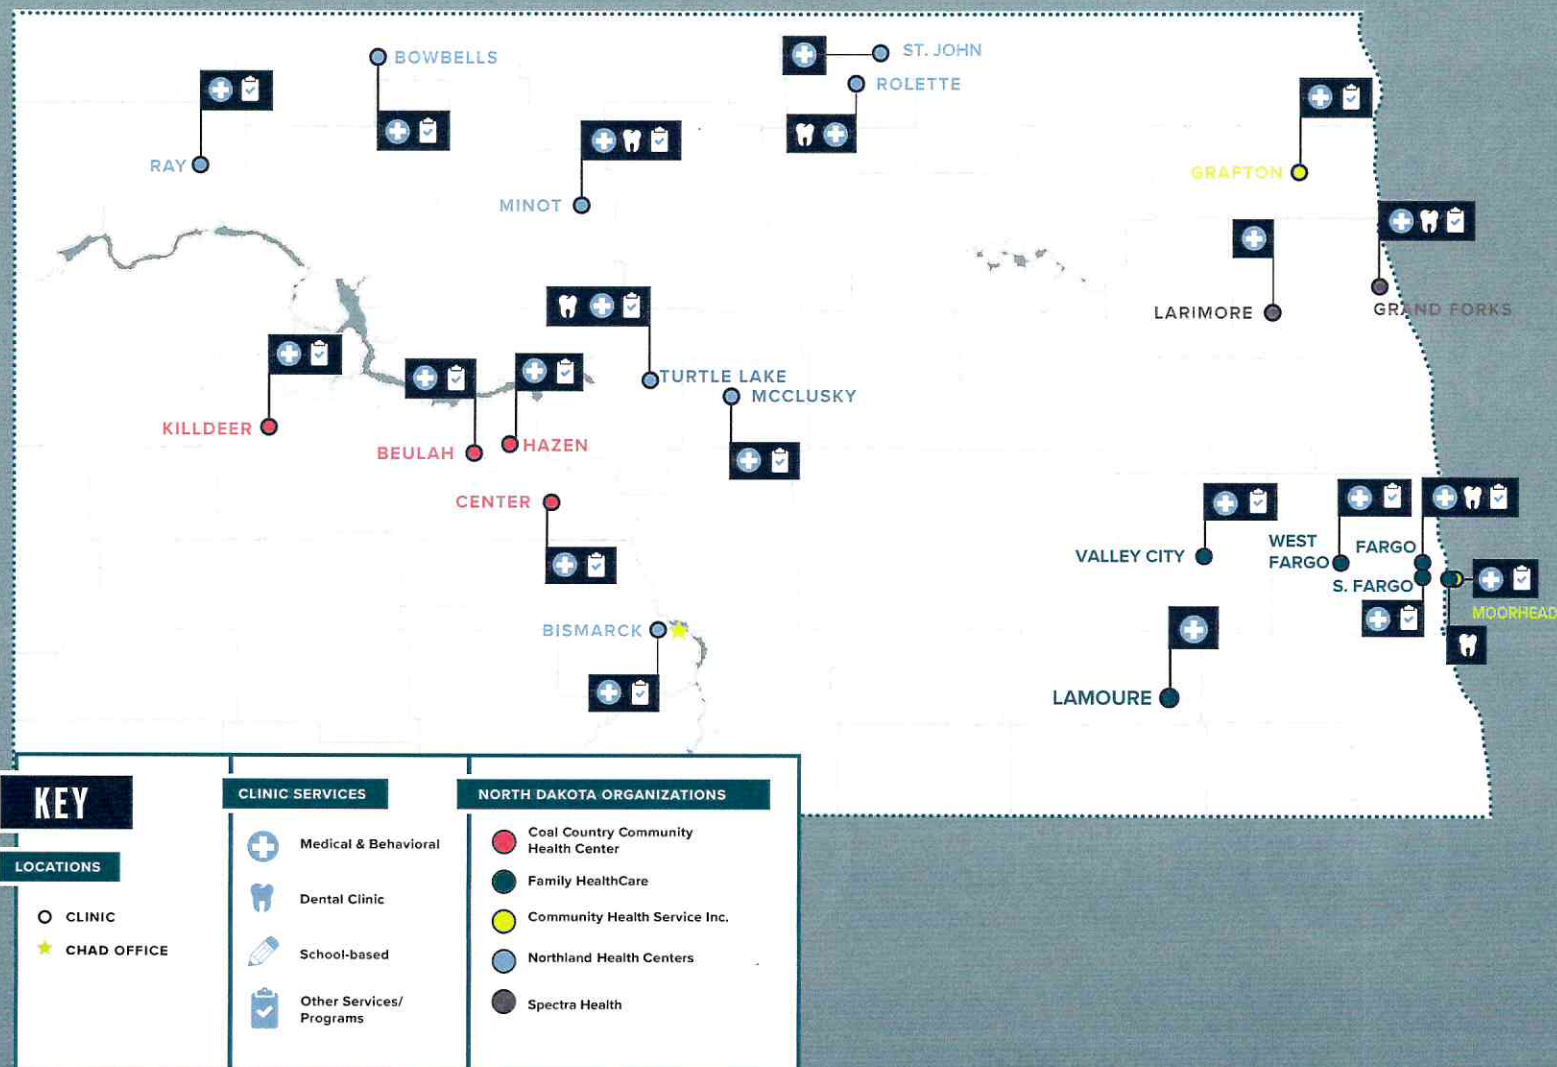 BOWBELLS
ST. JOHN
ROLETTE
RAY
MINOT
GRAFTON
LARIMORE
GRAND FORKS
TURTLE LAKE
MCCLUSKY
KILLDEER
BEULAH
HAZEN
CENTER
VALLEY CITY
WEST
FARGO
FARGO
S. FARGO
MOORHEAD
BISMARCK
LAMOURE
KEY
LOCATIONS
CLINIC
CHAD OFFICE
CLINIC SERVICES
Medical & Behavioral
Dental Clinic
School-based
Other Services/
Programs
NORTH DAKOTA ORGANIZATIONS
Coal Country Community
Health Center
Family HealthCare
Community Health Service Inc.
Northland Health Centers
Spectra Health